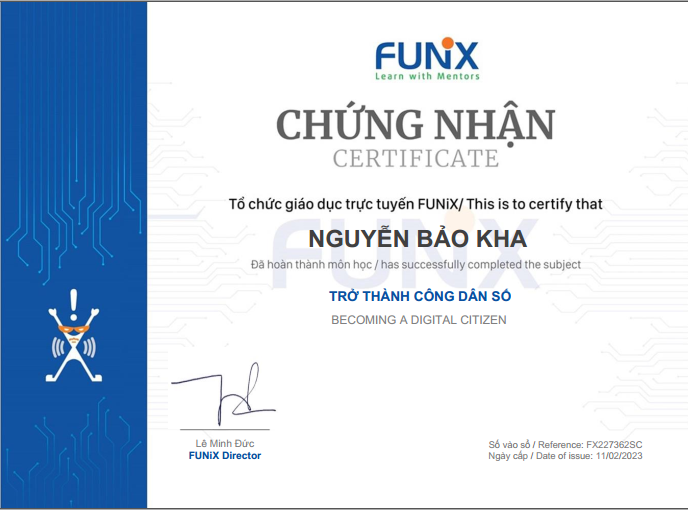 FUNiX
Learn with Mentors
CHỨNG NHẬN
CERTIFICATE
Tổ chức giáo dục trực tuyến FUNiX/ This is to certify that
FUNiX
NGUYỄN BẢO KHA
Đã hoàn thành môn học / has successfully completed the subject
TRỞ THÀNH CÔNG DÂN SỐ
BECOMING A DIGITAL CITIZEN
Lê Minh Đức
FUNiX Director
Số vào sổ / Reference: FX227362SC
Ngày cấp / Date of issue: 11/02/2023